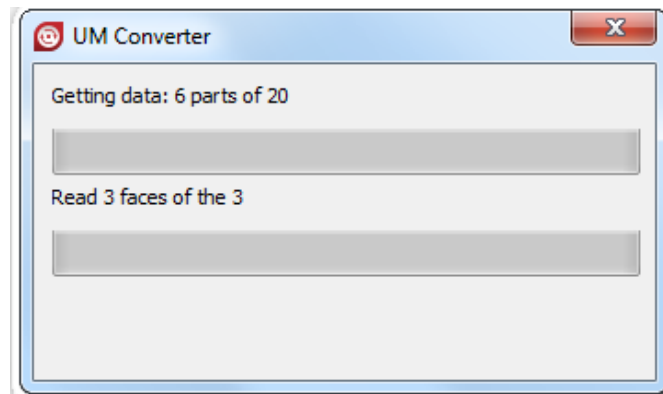 UM Converter
Getting data: 6 parts of 20
Read 3 faces of the 3